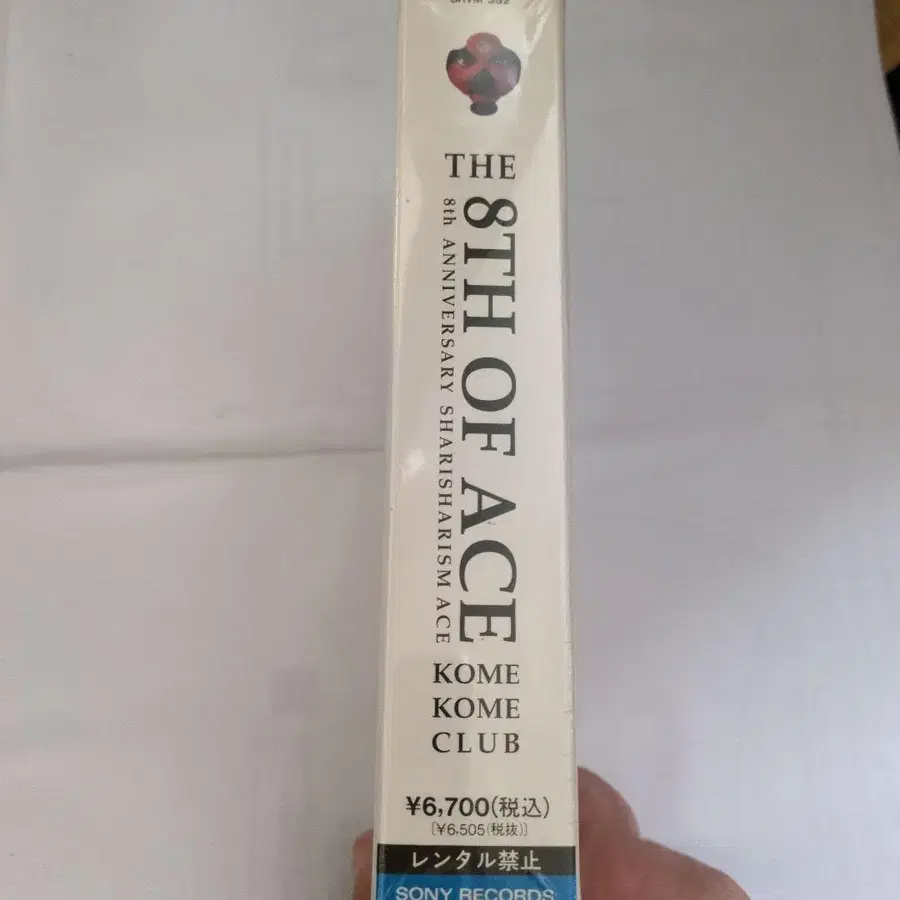 THE
8TH OF ACE
8th ANNIVERSARY SHARISHARISM ACE
KOME
KOME
CLUB
¥6,700(税込)
(¥6,505(税抜))
レンタル禁止
SONY RECORDS